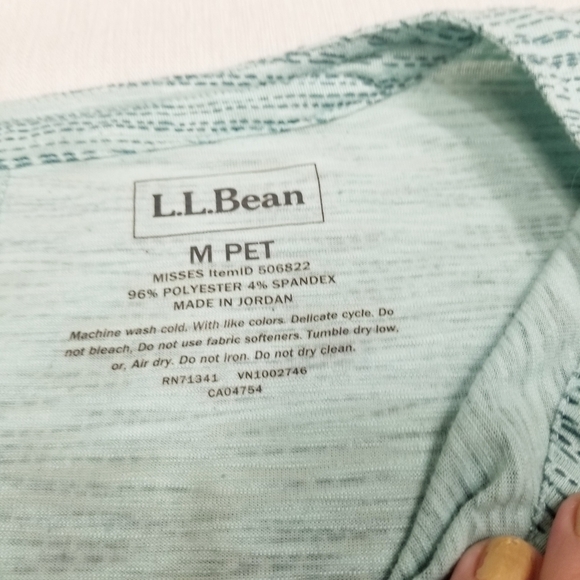 L.L.Bean
M PET
MISSES ItemID 506822
96% POLYESTER 4% SPANDEX
MADE IN JORDAN
Machine wash cold. With like colors. Delicate cycle. Do
not bleach, Do not use fabric softeners. Tumble dry low,
or, Air dry. Do not iron. Do not dry clean.
RN71341 VN1002746
CA04754